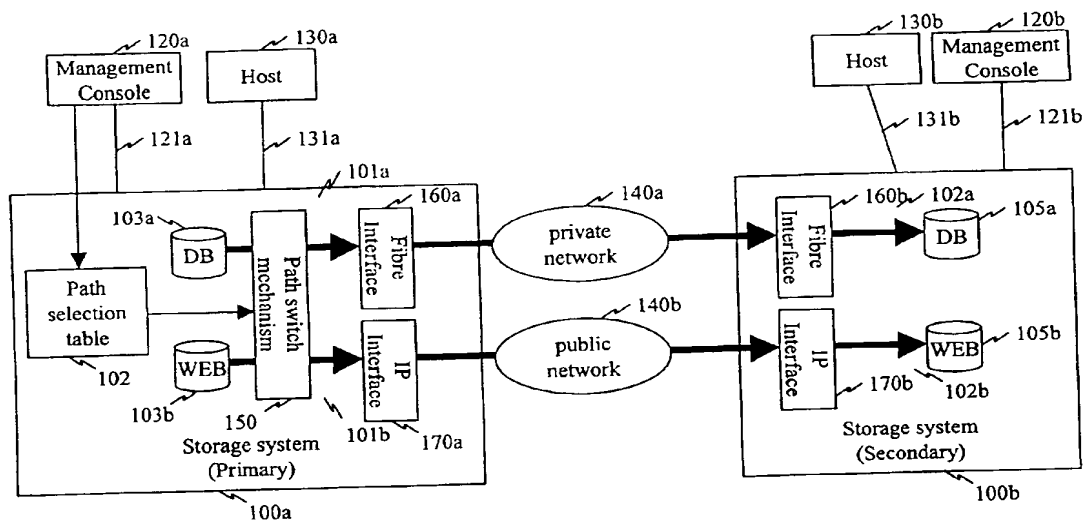 120a
130a
130b
120b
Management
Console
Host
Host
Management
Console
121a
131a
131b
121b
101a
160a
140a
160b
102a
103a
105a
DB
Fibre
Interface
private
network
Fibre
Interface
DB
Path switch
mechanism
Path
selection
table
140b
WEB
IP
Interface
public
network
IP
Interface
WEB
105b
102
103b
150
101b
170a
170b
102b
Storage system
(Primary)
Storage system
(Secondary)
100a
100b